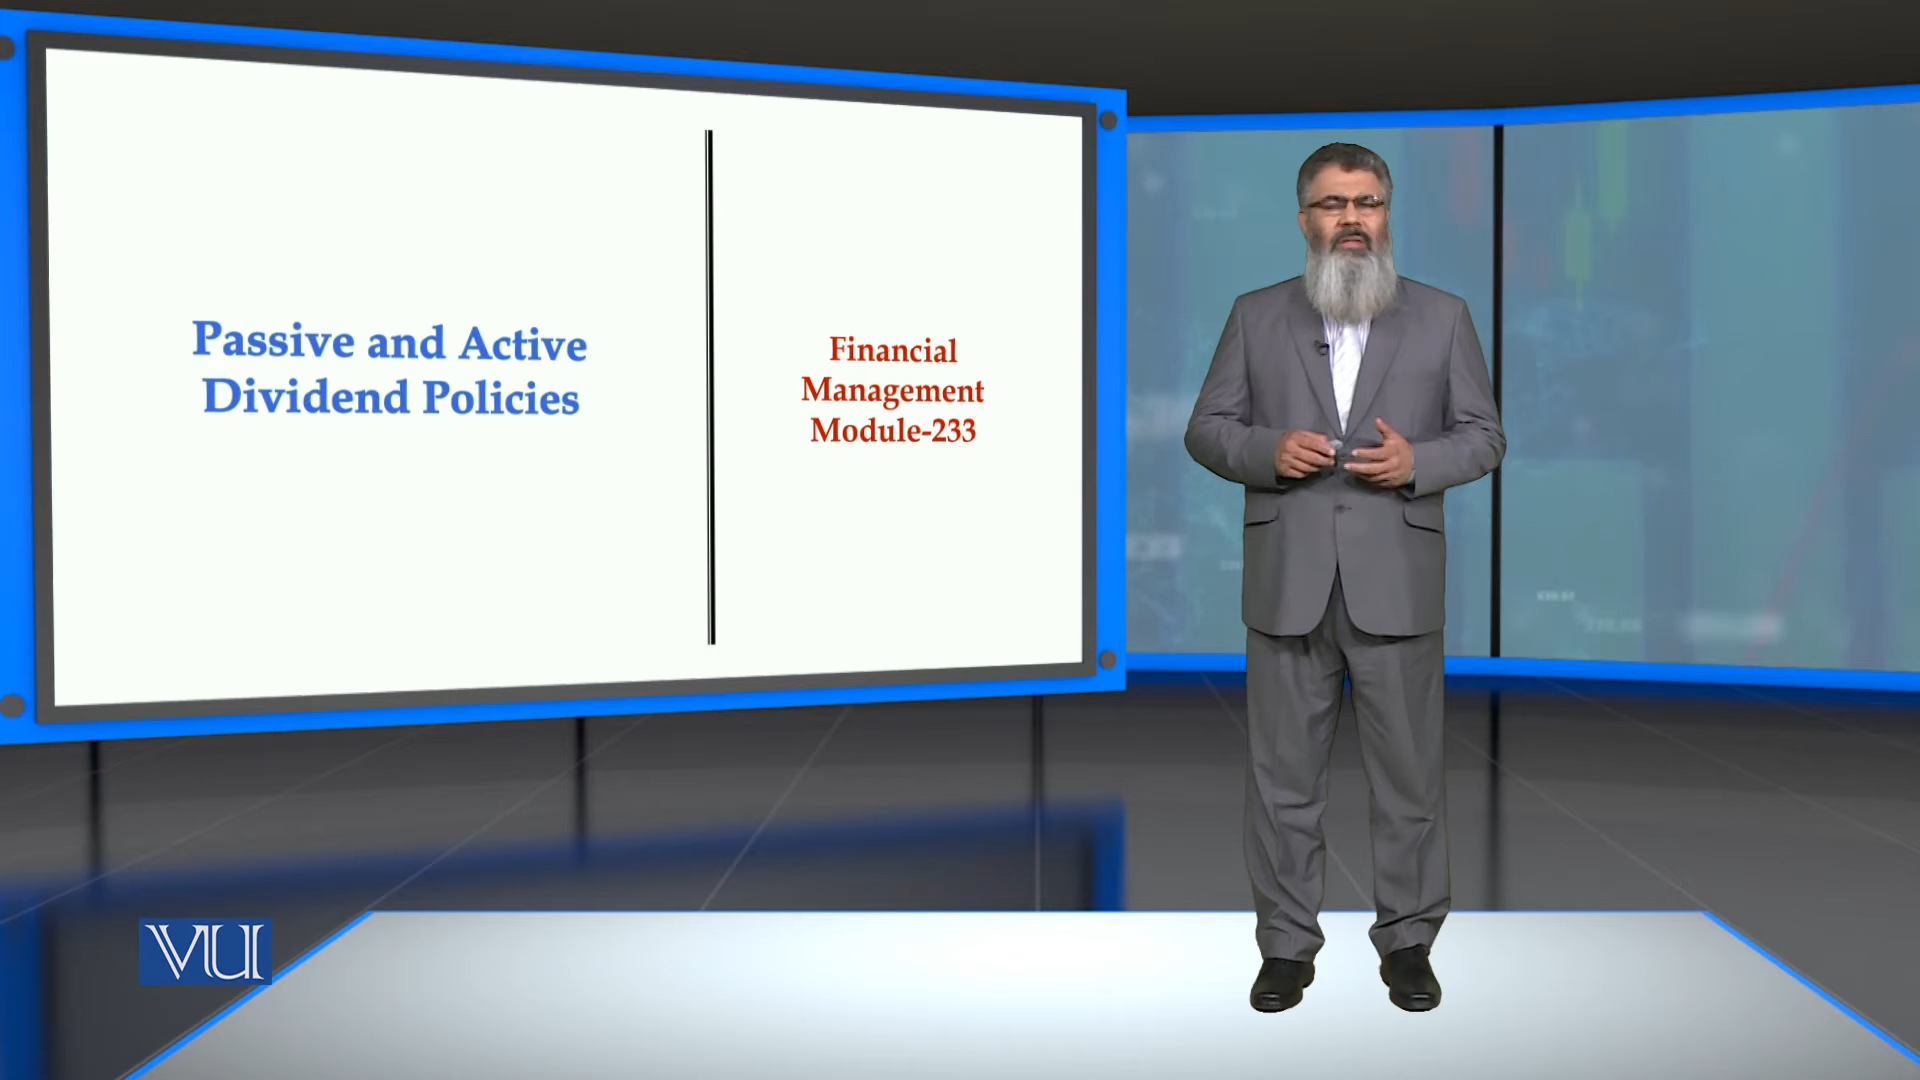 Passive and Active
Dividend Policies
Financial
Management
Module-233
VU